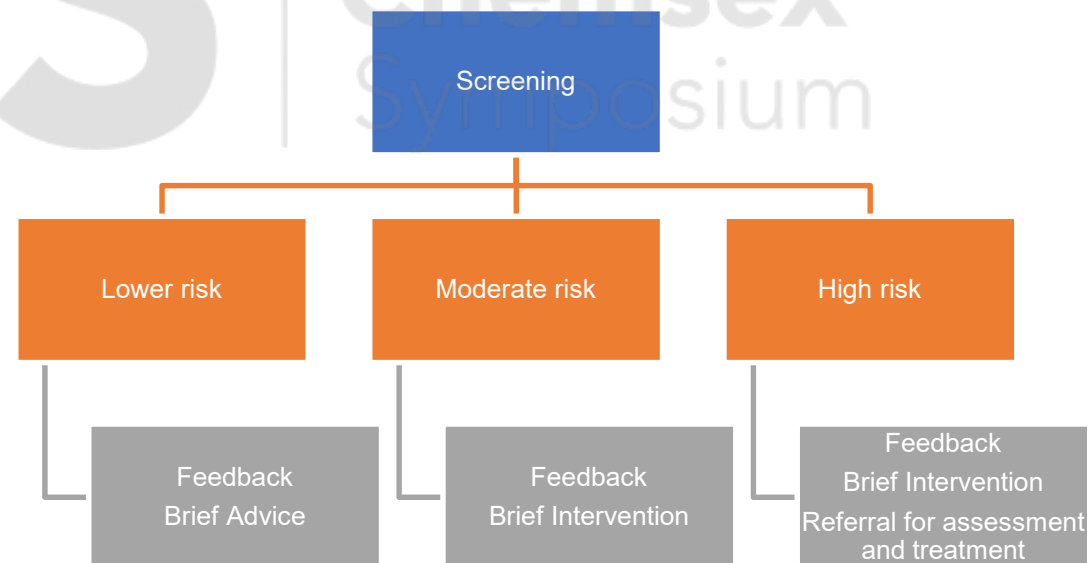 Chemsex
Symposium
Screening
Lower risk
Moderate risk
High risk
Feedback
Brief Advice
Feedback
Brief Intervention
Feedback
Brief Intervention
Referral for assessment
and treatment